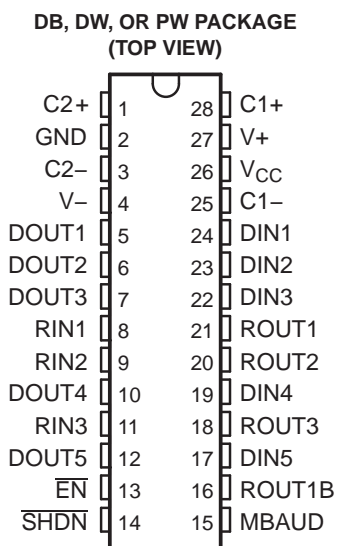 DB, DW, OR PW PACKAGE
(TOP VIEW)
C2+ 1 28 C1+
GND 2 27 V+
C2− 3 26 VCC
V− 4 25 C1−
DOUT1 5 24 DIN1
DOUT2 6 23 DIN2
DOUT3 7 22 DIN3
RIN1 8 21 ROUT1
RIN2 9 20 ROUT2
DOUT4 10 19 DIN4
RIN3 11 18 ROUT3
DOUT5 12 17 DIN5
EN 13 16 ROUT1B
SHDN 14 15 MBAUD